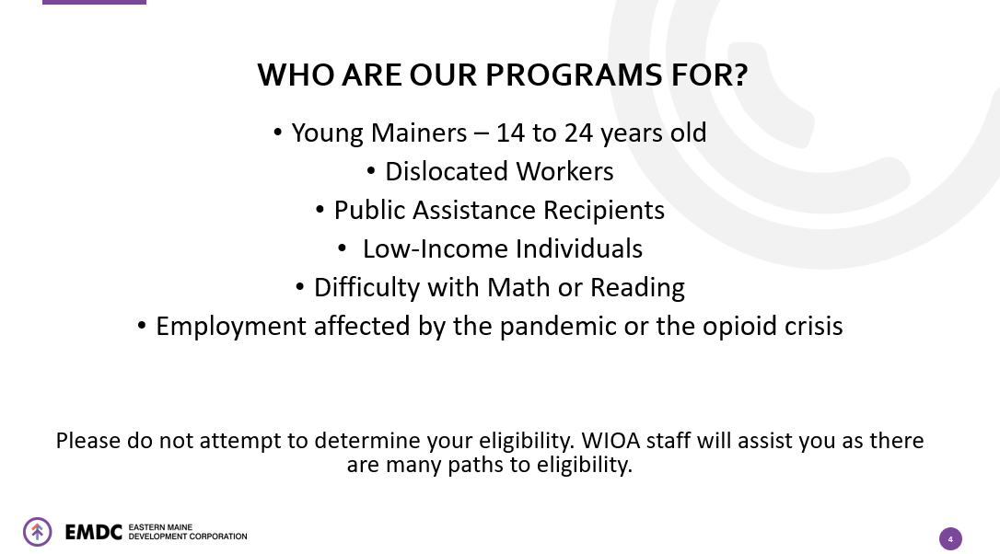 WHO ARE OUR PROGRAMS FOR?
• Young Mainers – 14 to 24 years old
• Dislocated Workers
• Public Assistance Recipients
• Low-Income Individuals
• Difficulty with Math or Reading
• Employment affected by the pandemic or the opioid crisis
Please do not attempt to determine your eligibility. WIOA staff will assist you as there
are many paths to eligibility.
EMDC
EASTERN MAINE
DEVELOPMENT CORPORATION
4